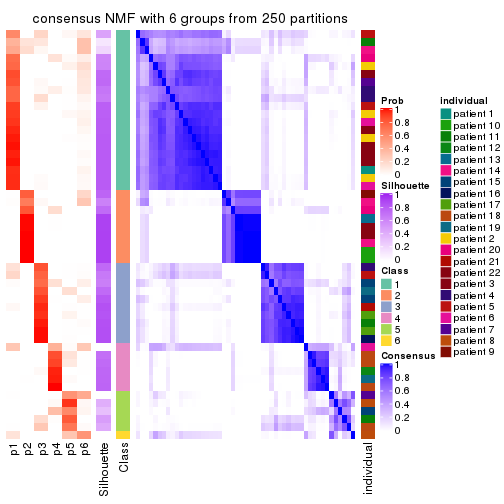 consensus NMF with 6 groups from 250 partitions
Prob
1
0.8
0.6
0.4
0.2
0
Silhouette
1
0.8
0.6
0.4
0.2
0
Class
1
2
3
4
5
6
Consensus
1
0.8
0.6
0.4
0.2
0
individual
patient 1
patient 10
patient 11
patient 12
patient 13
patient 14
patient 15
patient 16
patient 17
patient 18
patient 19
patient 2
patient 20
patient 21
patient 22
patient 3
patient 4
patient 5
patient 6
patient 7
patient 8
patient 9
p1
p2
p3
p4
p5
p6
Silhouette
Class
individual